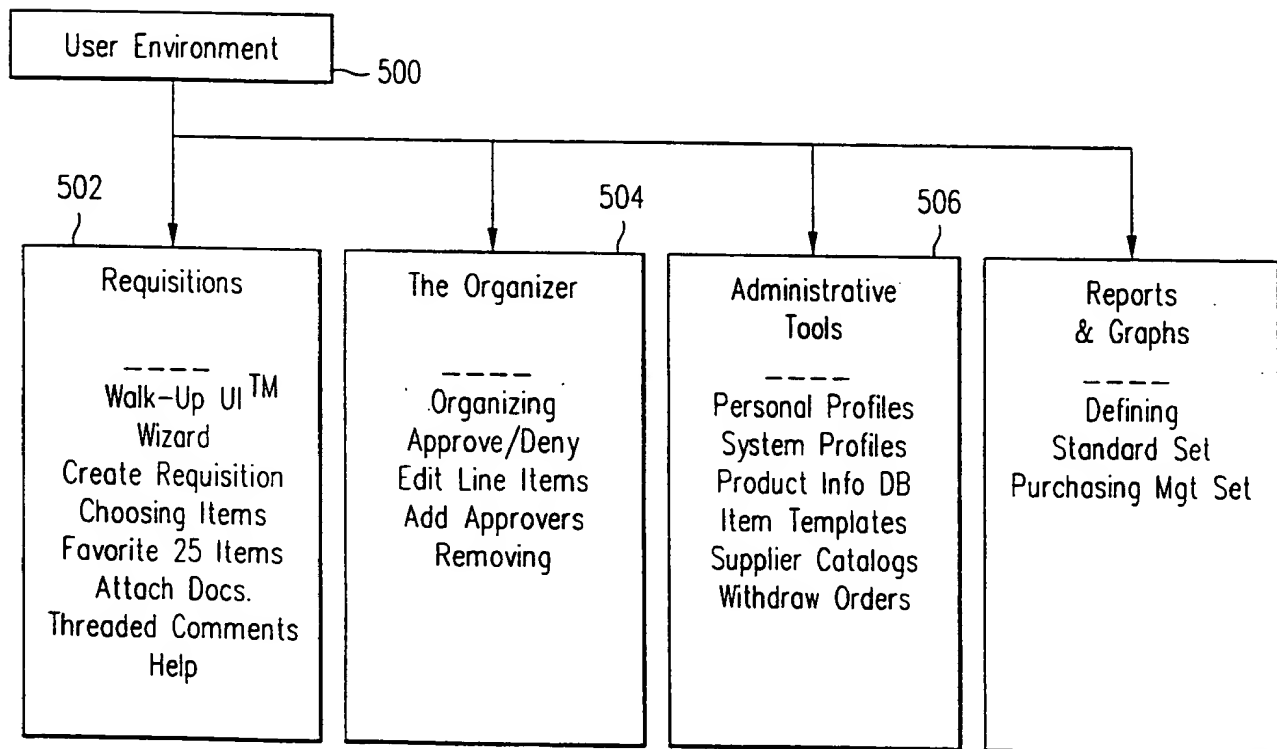 User Environment
500
502
504
506
Requisitions
Walk-Up UI™
Wizard
Create Requisition
Choosing Items
Favorite 25 Items
Attach Docs.
Threaded Comments
Help
The Organizer
Organizing
Approve/Deny
Edit Line Items
Add Approvers
Removing
Administrative
Tools
Personal Profiles
System Profiles
Product Info DB
Item Templates
Supplier Catalogs
Withdraw Orders
Reports
& Graphs
Defining
Standard Set
Purchasing Mgt Set